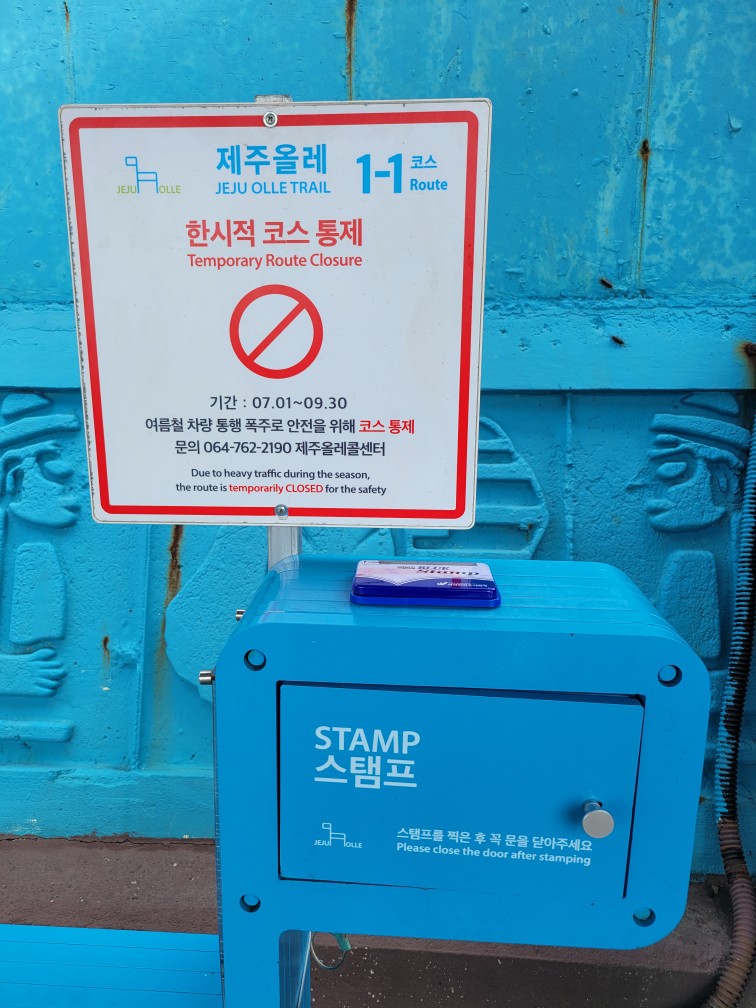 JEJU OLLE
제주올레
JEJU OLLE TRAIL
1-1 코스
Route
한시적 코스 통제
Temporary Route Closure
기간 : 07.01~09.30
여름철 차량 통행 폭주로 안전을 위해 코스 통제
문의 064-762-2190 제주올레콜센터
Due to heavy traffic during the season,
the route is temporarily CLOSED for the safety
BLUE
Stamp
STAMP
스탬프
JEJU OLLE
스탬프를 찍은 후 꼭 문을 닫아주세요
Please close the door after stamping